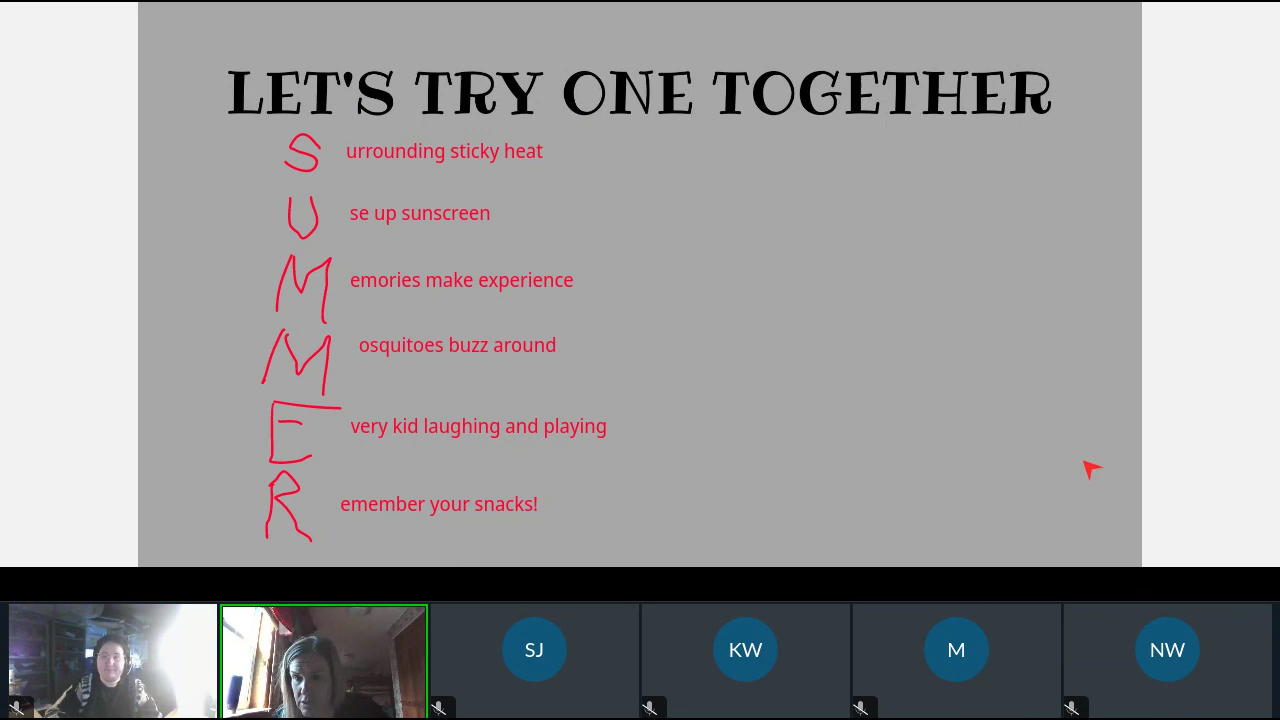 LET'S TRY ONE TOGETHER
S urrounding sticky heat
U se up sunscreen
M emories make experience
M osquitoes buzz around
E very kid laughing and playing
R emember your snacks!
SJ KW M NW